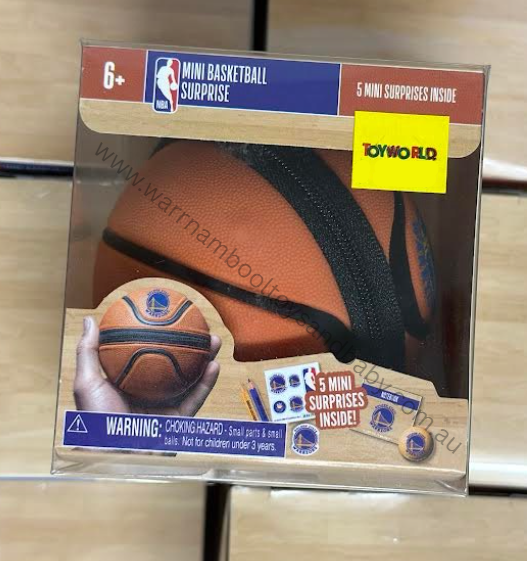 6+
NBA
MINI BASKETBALL
SURPRISE
5 MINI SURPRISES INSIDE
TOYWORLD
www.warrnambooltoysandbaby.com.au
5 MINI
SURPRISES
INSIDE!
WARNING: CHOKING HAZARD - Small parts & small
balls. Not for children under 3 years.